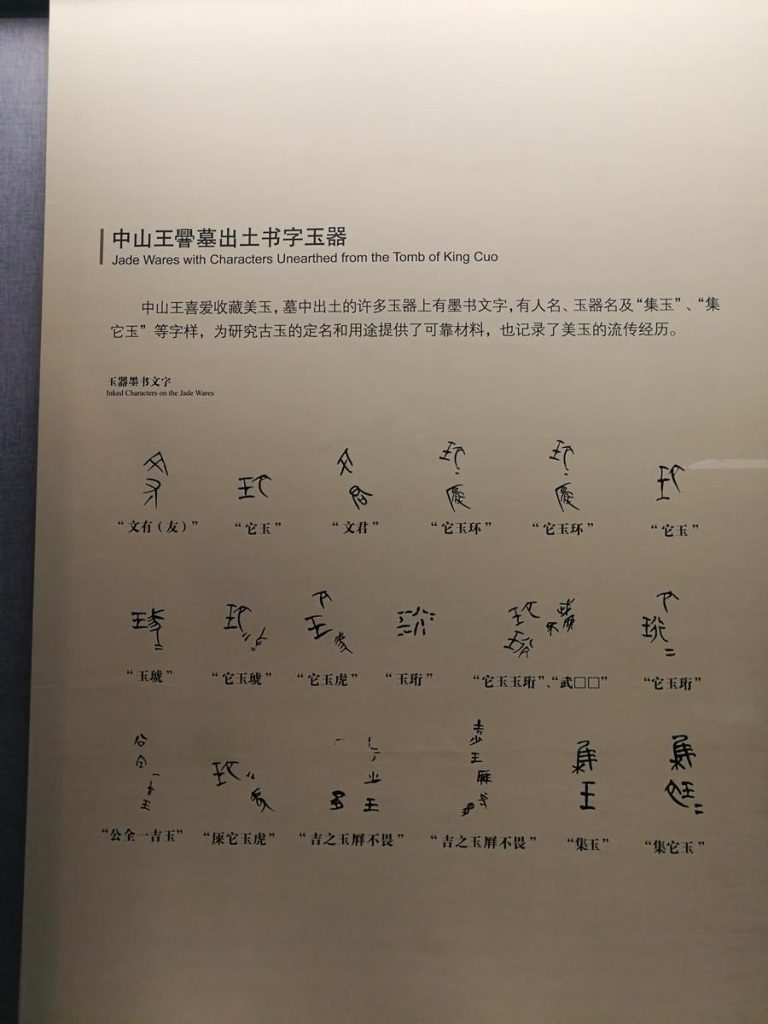 中山王䰜墓出土书字玉器
Jade Wares with Characters Unearthed from the Tomb of King Cuo
中山王喜爱收藏美玉，墓中出土的许多玉器上有墨书文字，有人名、玉器名及“集玉”、“集
它玉”等字样，为研究古玉的定名和用途提供了可靠材料，也记录了美玉的流传经历。
玉器墨书文字
Inked Characters on the Jade Wares
“文有（友）” “它玉” “文君” “它玉环” “它玉环” “它玉”
“玉琥” “它玉琥” “它玉虎” “玉珩” “它玉玉珩”、“武□□” “它玉珩”
“公全一吉玉” “厡它玉虎” “吉之玉㞕不畏” “吉之玉㞕不畏” “集玉” “集它玉”